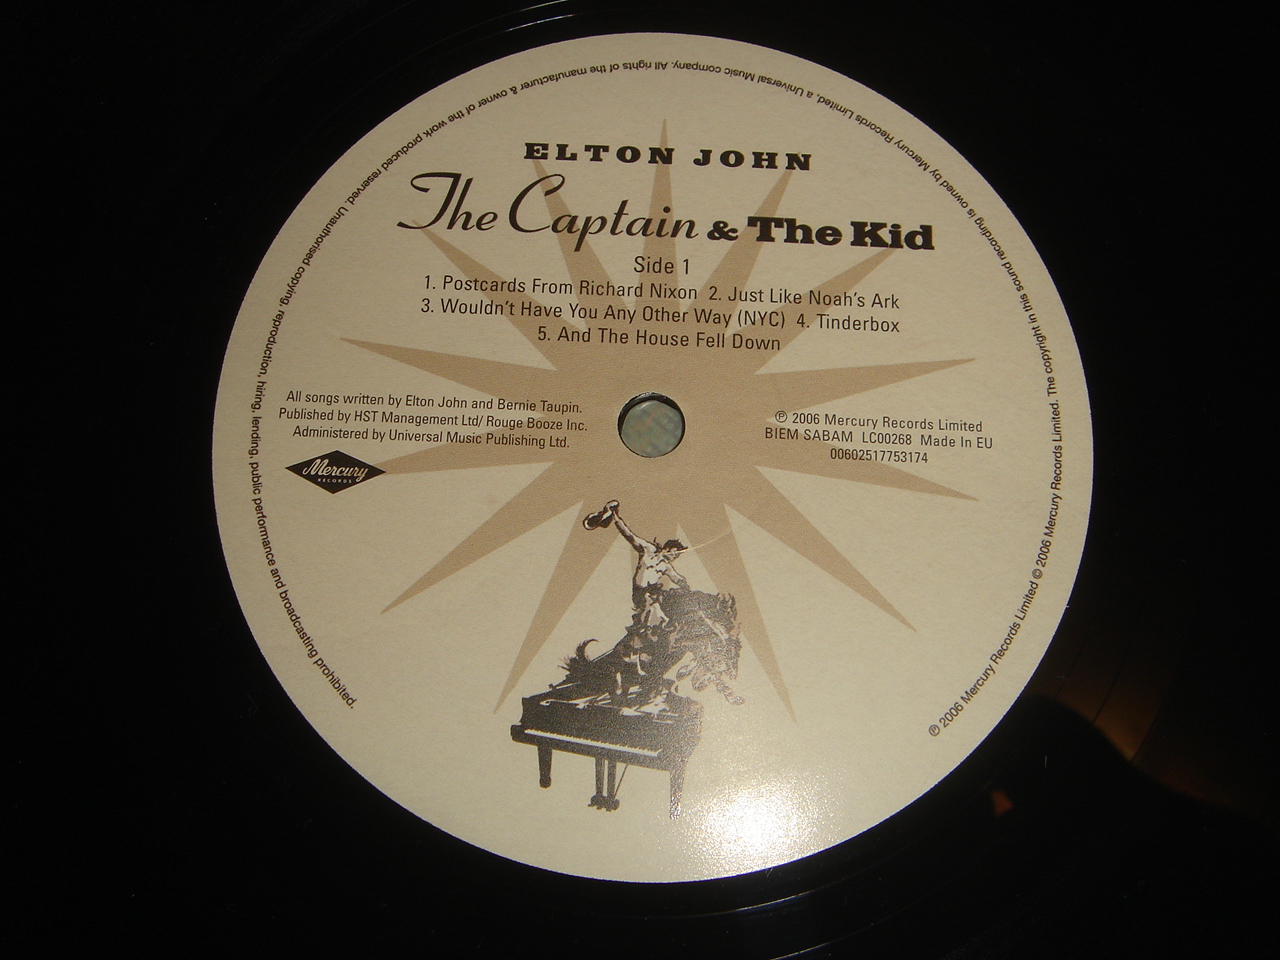 ELTON JOHN
The Captain & The Kid
Side 1
1. Postcards From Richard Nixon 2. Just Like Noah's Ark
3. Wouldn't Have You Any Other Way (NYC) 4. Tinderbox
5. And The House Fell Down
All songs written by Elton John and Bernie Taupin.
Published by HST Management Ltd/ Rouge Booze Inc.
Administered by Universal Music Publishing Ltd.
Mercury
RECORDS
℗ 2006 Mercury Records Limited
BIEM SABAM LC00268 Made In EU
00602517753174
℗ 2006 Mercury Records Limited © 2006 Mercury Records Limited. The copyright in this sound recording is owned by Mercury Records Limited, a Universal Music company. All rights of the manufacturer & owner of the work produced reserved. Unauthorised copying, reproduction, hiring, lending, public performance and broadcasting prohibited.